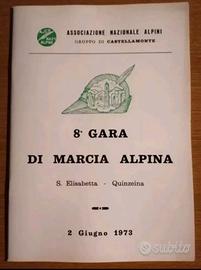 ASSOCIAZIONE NAZIONALE ALPINI
GRUPPO DI CASTELLAMONTE
8ª GARA
DI MARCIA ALPINA
S. Elisabetta - Quinzeina
2 Giugno 1973
subito